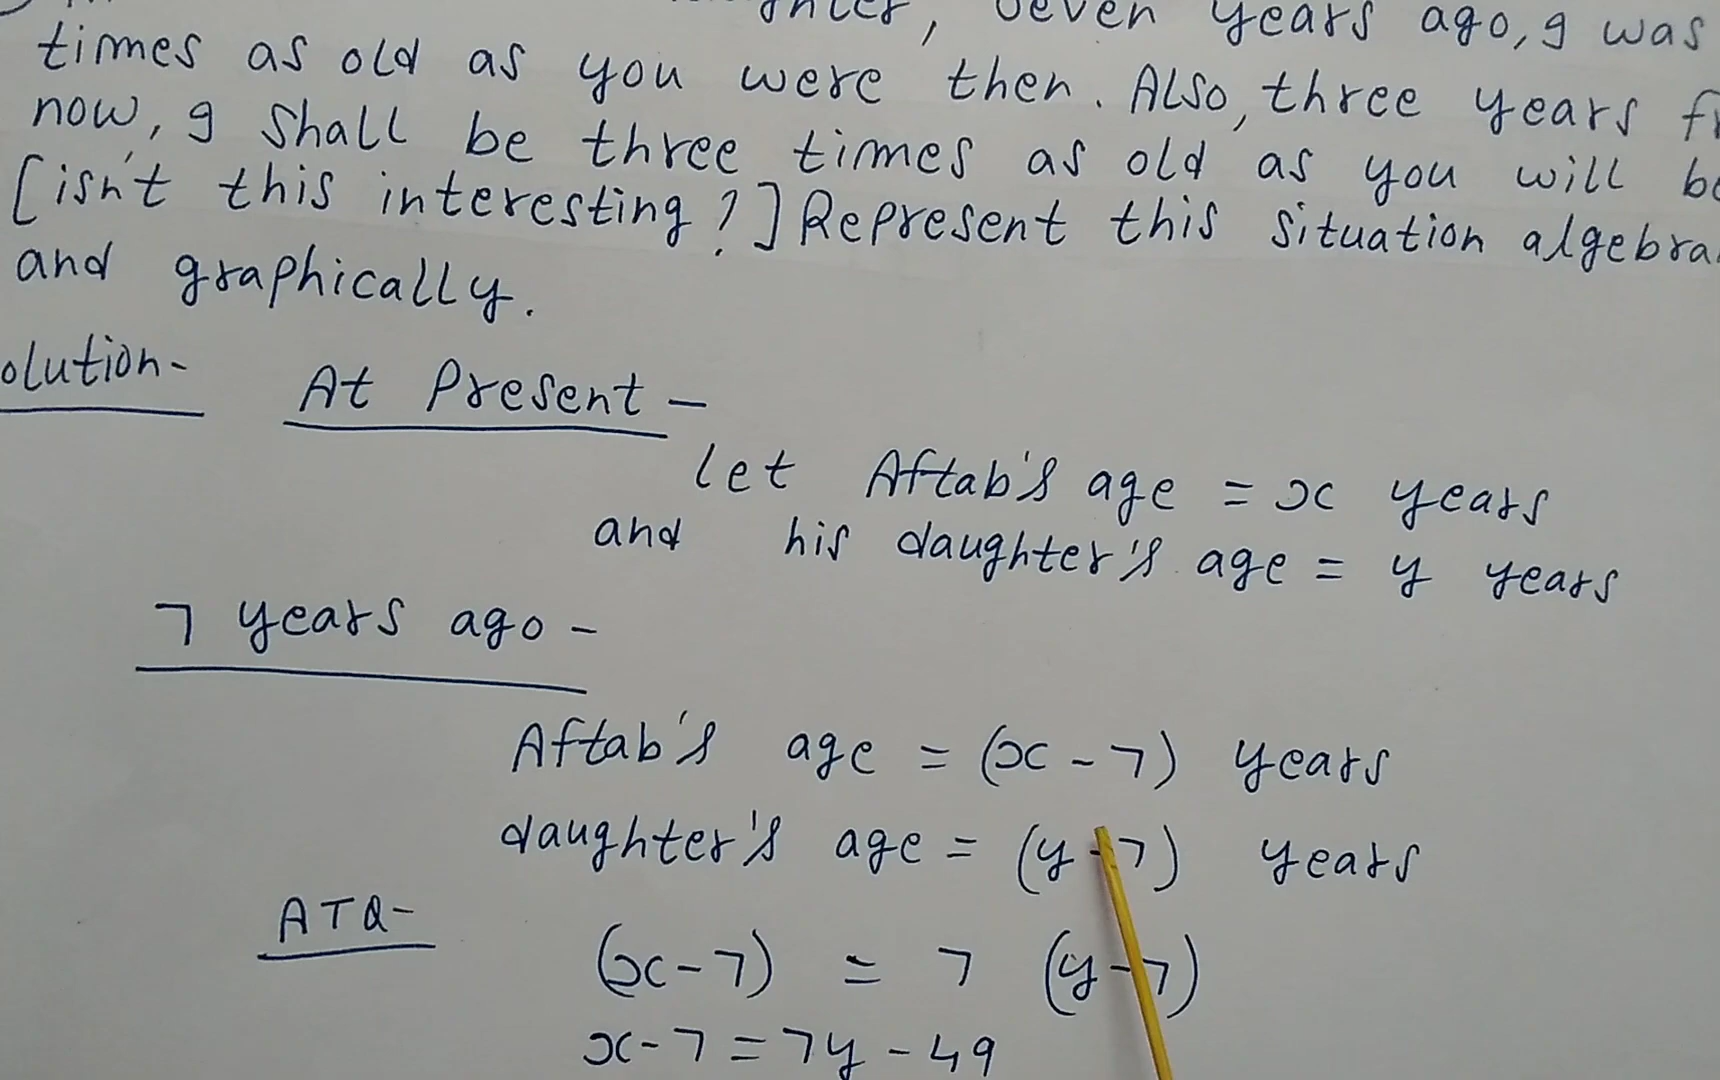 Seven years ago, I was
times as old as you were then. Also, three years
now, I shall be three times as old as you will
[isn't this interesting?] Represent this situation
and graphically.
olution-
At Present -
let Aftab's age = x years
and his daughter's age = y years
7 years ago -
Aftab's age = (x - 7) years
daughter's age = (y - 7) years
ATQ-
(x - 7) = 7 (y - 7)
x - 7 = 7y - 49